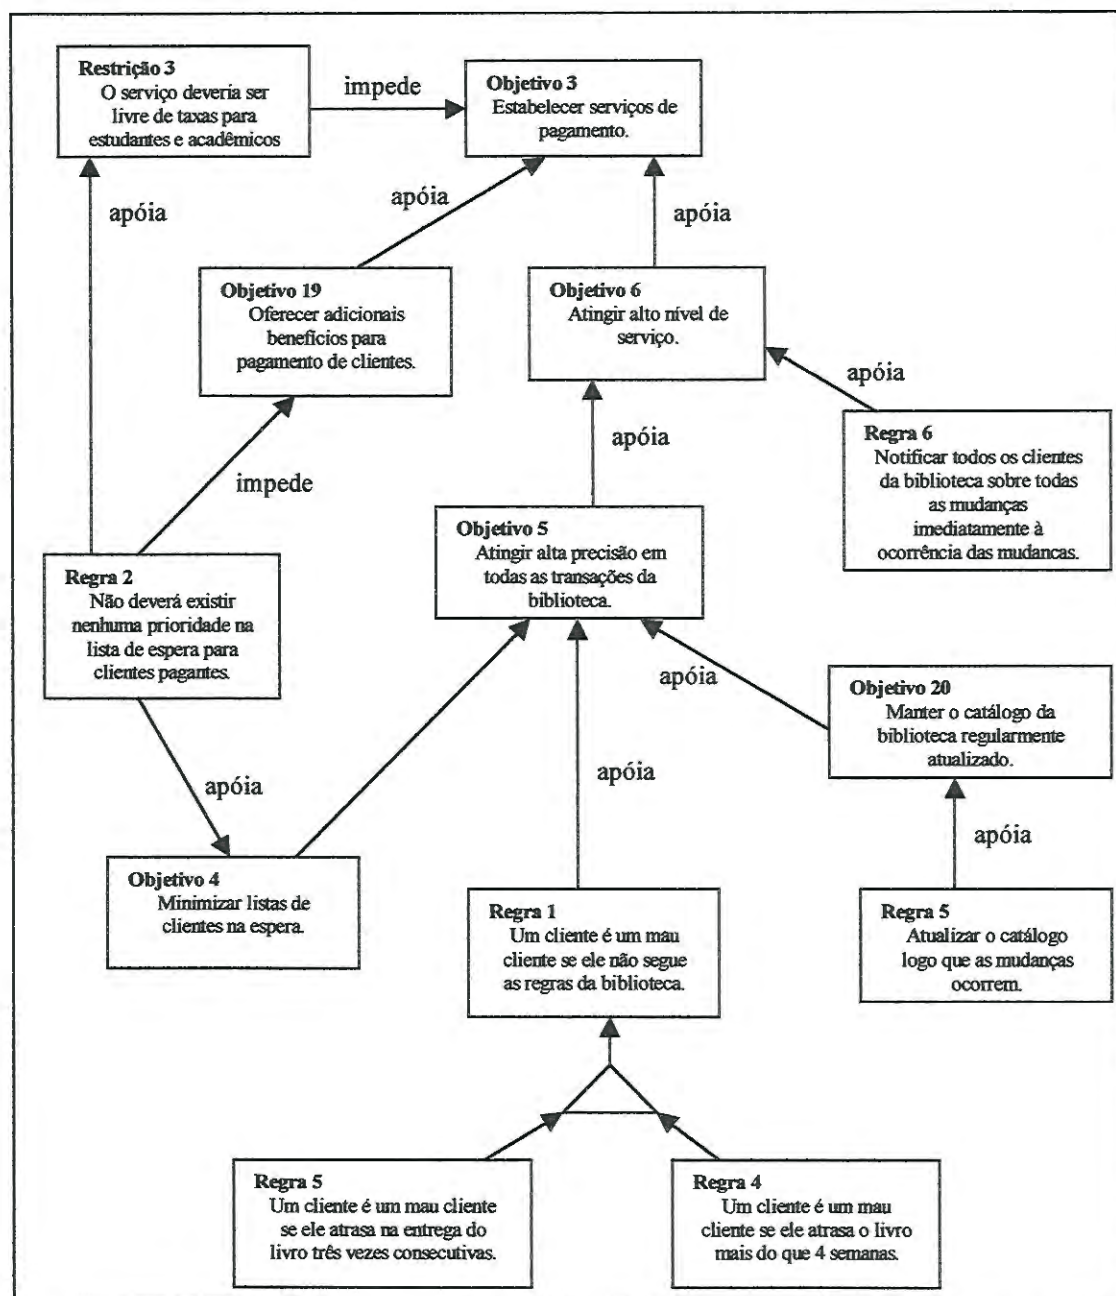 Restrição 3
O serviço deveria ser
livre de taxas para
estudantes e acadêmicos
impede
Objetivo 3
Estabelecer serviços de
pagamento.
apóia
apóia
apóia
Objetivo 19
Oferecer adicionais
benefícios para
pagamento de clientes.
Objetivo 6
Atingir alto nível de
serviço.
apóia
apóia
impede
Regra 6
Notificar todos os clientes
da biblioteca sobre todas
as mudanças
imediatamente à
ocorrência das mudancas.
Objetivo 5
Atingir alta precisão em
todas as transações da
biblioteca.
Regra 2
Não deverá existir
nenhuma prioridade na
lista de espera para
clientes pagantes.
apóia
Objetivo 20
Manter o catálogo da
biblioteca regularmente
atualizado.
apóia
apóia
apóia
Objetivo 4
Minimizar listas de
clientes na espera.
Regra 1
Um cliente é um mau
cliente se ele não segue
as regras da biblioteca.
Regra 5
Atualizar o catálogo
logo que as mudanças
ocorrem.
Regra 5
Um cliente é um mau cliente
se ele atrasa na entrega do
livro três vezes consecutivas.
Regra 4
Um cliente é um mau
cliente se ele atrasa o livro
mais do que 4 semanas.